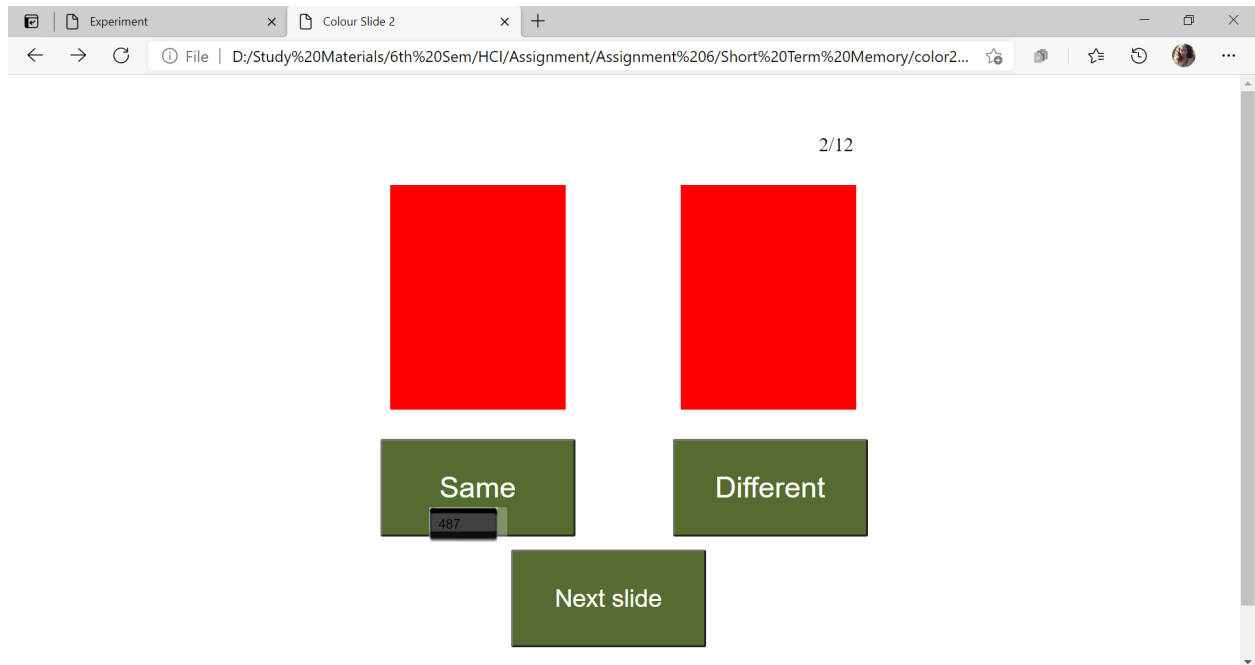 Experiment
Colour Slide 2
File | D:/Study%20Materials/6th%20Sem/HCI/Assignment/Assignment%206/Short%20Term%20Memory/color2...
2/12
Same
Different
487
Next slide